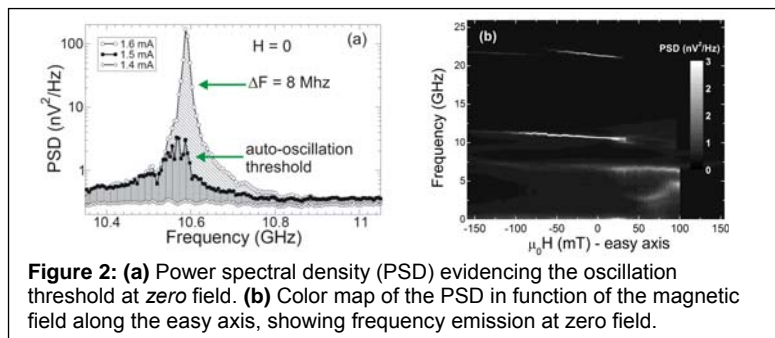 1.6 mA
1.5 mA
1.4 mA
H = 0
(a)
ΔF = 8 Mhz
auto-oscillation
threshold
PSD (nV²/Hz)
100
10
1
10.4
10.6
10.8
11
Frequency (GHz)
(b)
PSD (nV²/Hz)
3
2
2
1
0
Frequency (GHz)
25
20
15
10
5
0
-150
-100
-50
0
50
100
150
μ₀H (mT) - easy axis
Figure 2: (a) Power spectral density (PSD) evidencing the oscillation
threshold at zero field. (b) Color map of the PSD in function of the magnetic
field along the easy axis, showing frequency emission at zero field.